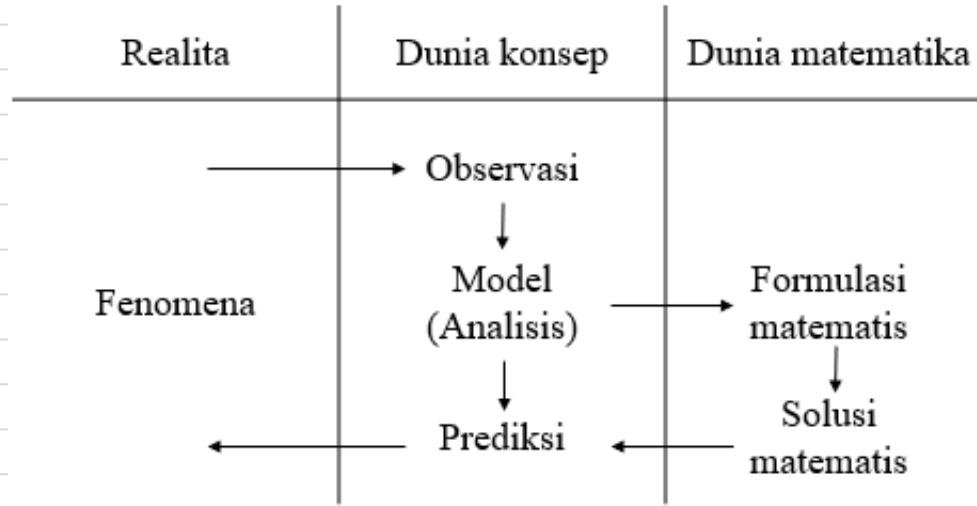 Realita
Dunia konsep
Dunia matematika
Observasi
Fenomena
Model
(Analisis)
Formulasi
matematis
Prediksi
Solusi
matematis